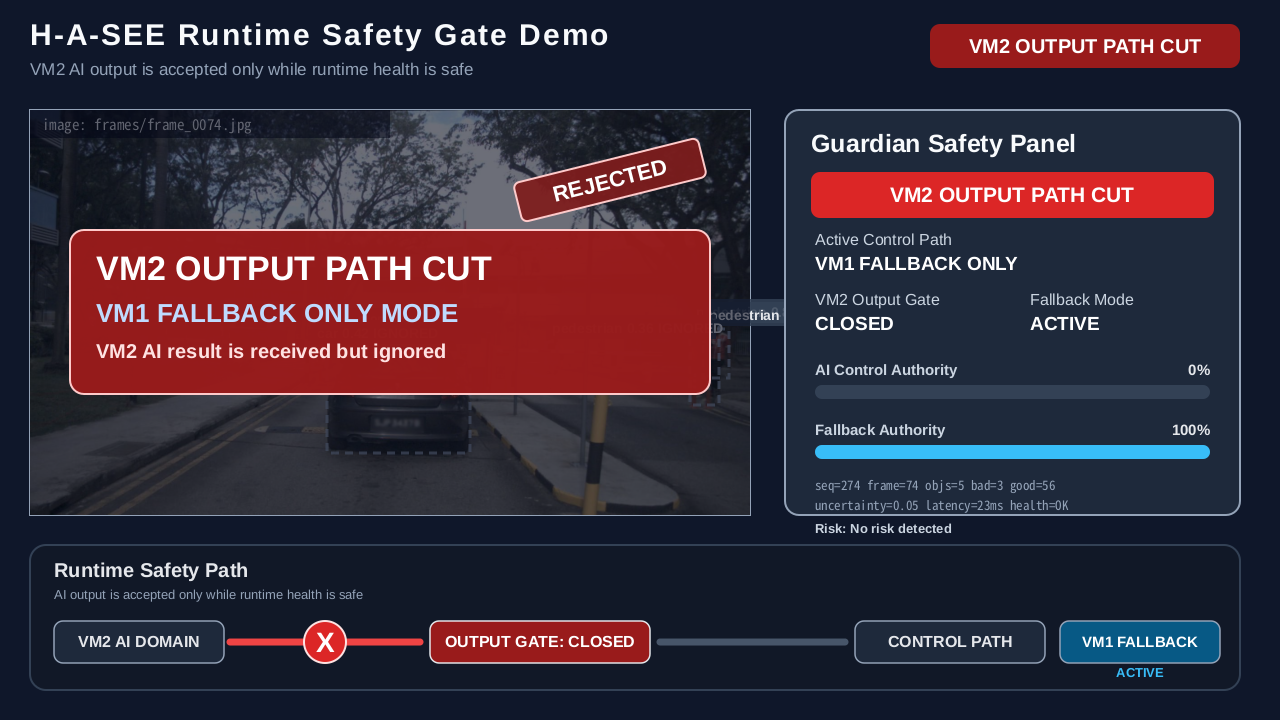 H-A-SEE Runtime Safety Gate Demo
VM2 AI output is accepted only while runtime health is safe
VM2 OUTPUT PATH CUT
image: frames/frame_0074.jpg
REJECTED
VM2 OUTPUT PATH CUT
VM1 FALLBACK ONLY MODE
VM2 AI result is received but ignored
pedestrian
Guardian Safety Panel
VM2 OUTPUT PATH CUT
Active Control Path
VM1 FALLBACK ONLY
VM2 Output Gate
CLOSED
Fallback Mode
ACTIVE
AI Control Authority 0%
Fallback Authority 100%
seq=274 frame=74 objs=5 bad=3 good=56
uncertainty=0.05 latency=23ms health=OK
Risk: No risk detected
Runtime Safety Path
AI output is accepted only while runtime health is safe
VM2 AI DOMAIN
X
OUTPUT GATE: CLOSED
CONTROL PATH
VM1 FALLBACK
ACTIVE